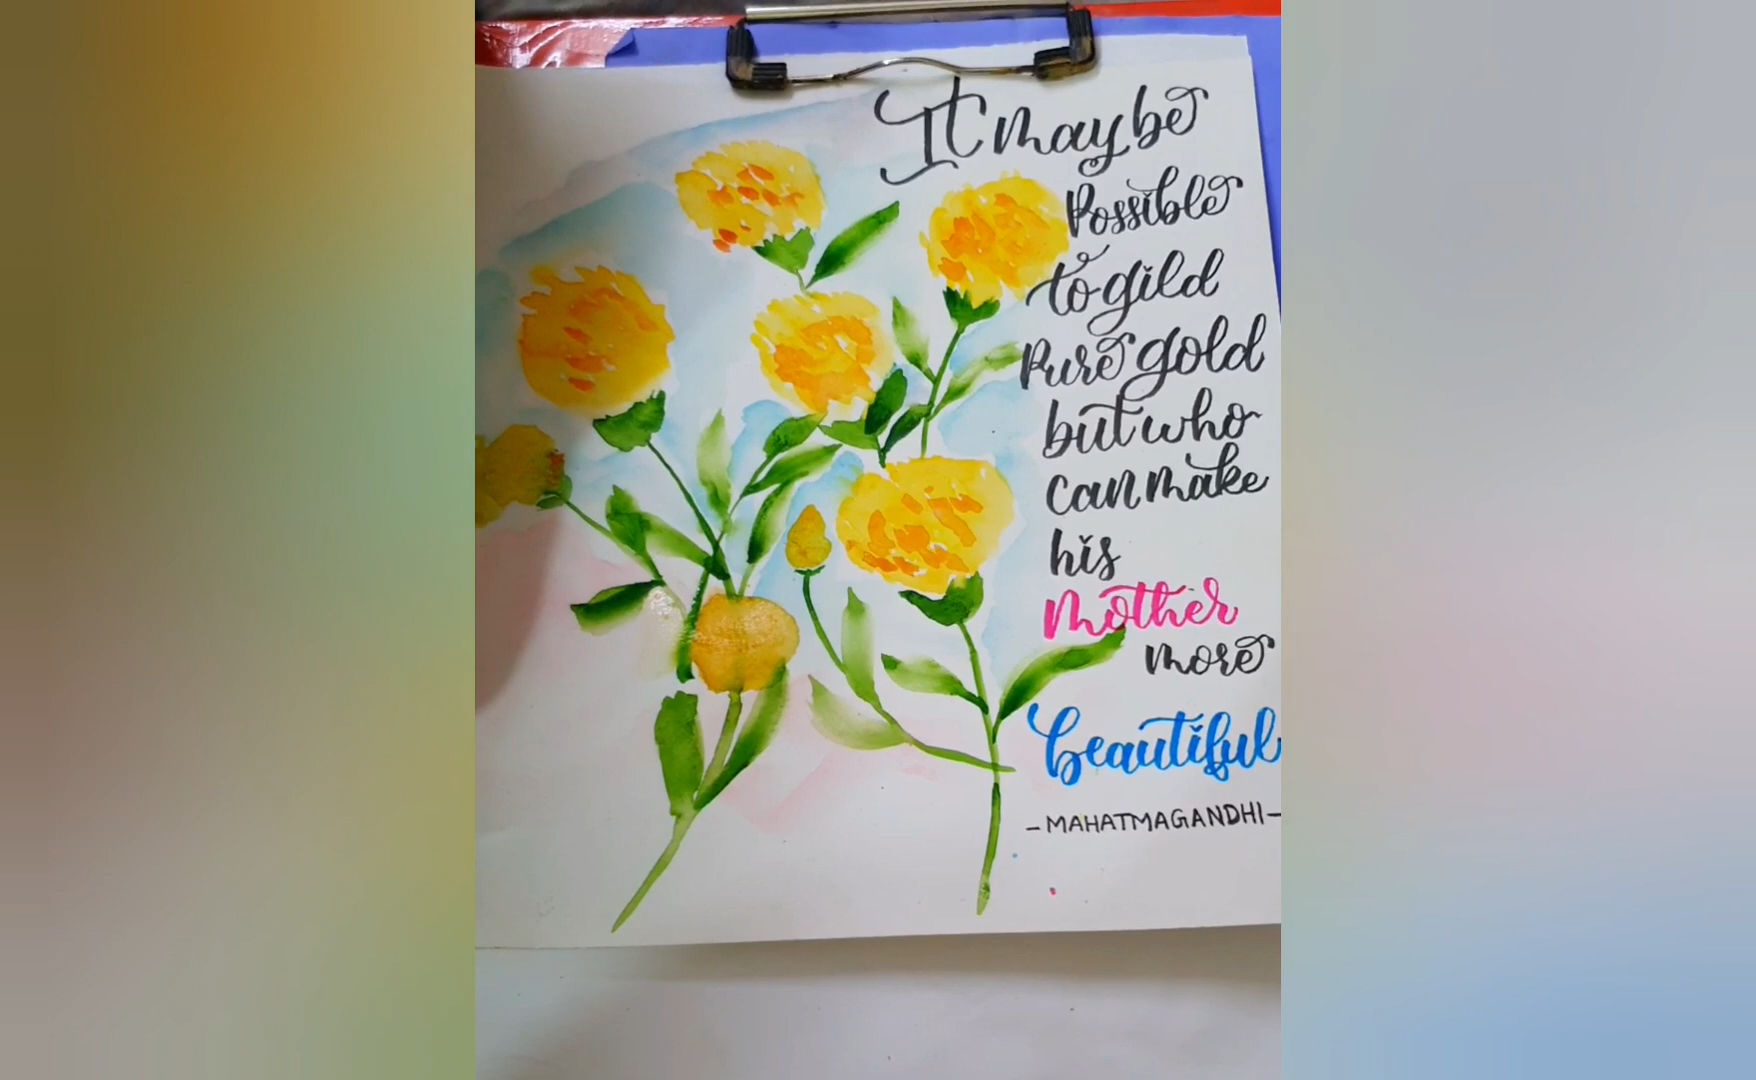 It may be
Possible
to gild
Pure gold
but who
can make
his
Mother
more
beautiful
- MAHATMAGANDHI -